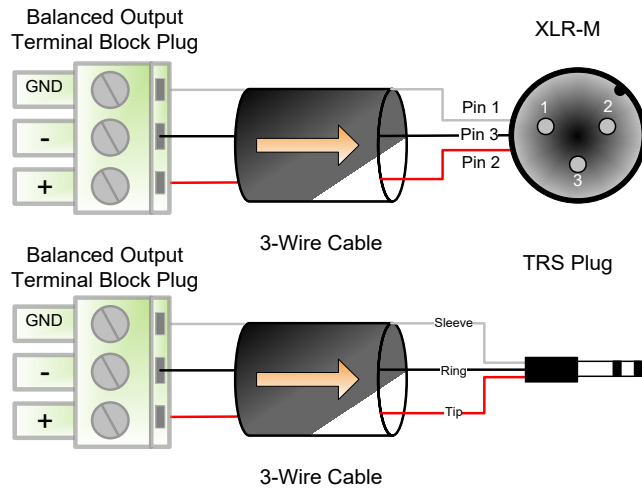 Balanced Output
Terminal Block Plug
XLR-M
GND
-
+
Pin 1
Pin 3
Pin 2
1
2
3
3-Wire Cable
Balanced Output
Terminal Block Plug
TRS Plug
GND
-
+
Sleeve
Ring
Tip
3-Wire Cable